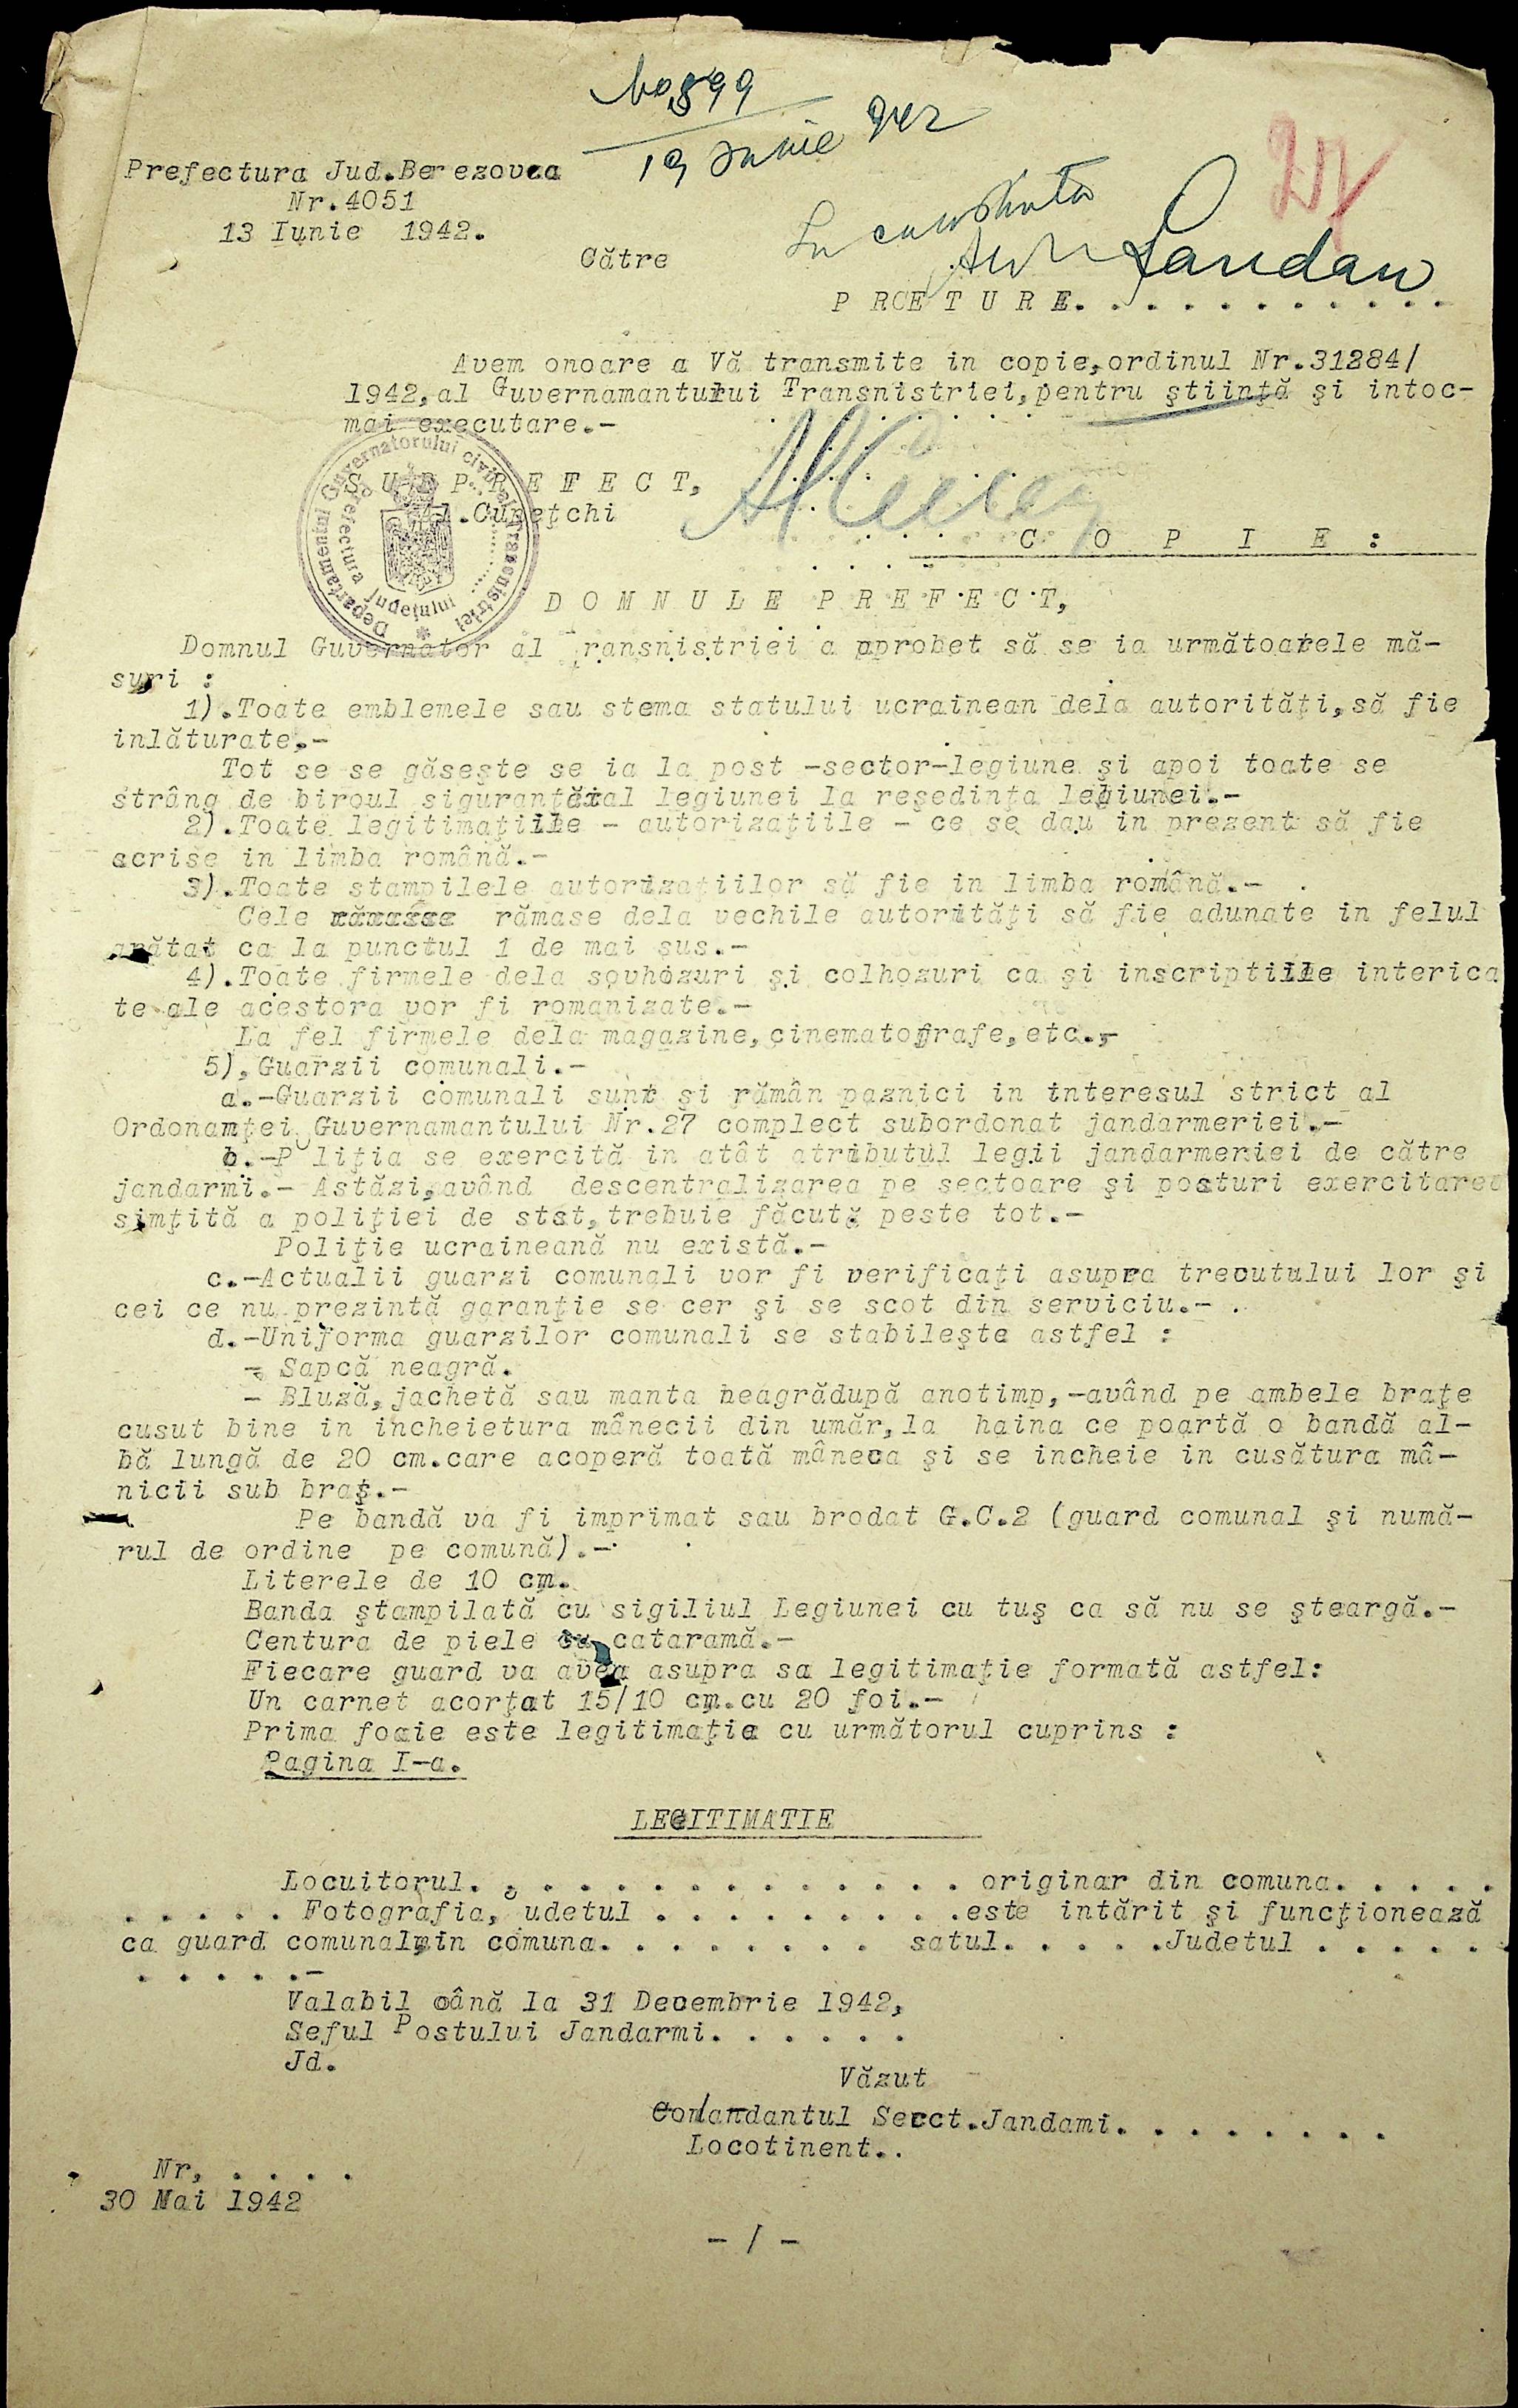 No 899
19 Iunie 942
Prefectura Jud.Berezovca
Nr.4051
13 Iunie 1942.
Către
Landau
P R E T U R E. . . . . . . . . . .
Avem onoare a Vă transmite in copie,ordinul Nr.31284/
1942,al Guvernamantului Transnistriei,pentru ştiinţă şi intoc-
mai executare.-
S U B P R E F E C T,
Al.Cuneţchi
Departamentul Guvernatorului civil al Transnistriei
Prefectura Judeţului
C O P I E :
D O M N U L E P R E F E C T,
Domnul Guvernator al Transnistriei a aprobet să se ia următoarele mă-
suri :
1).Toate emblemele sau stema statului ucrainean dela autorităţi,să fie
inlăturate.-
Tot se se găseşte se ia la post -sector-legiune şi apoi toate se
strâng de biroul siguranţăial legiunei la reşedinţa legiunei.-
2).Toate legitimaţiile - autorizaţiile - ce se dau in prezent să fie
scrise in limba română.-
3).Toate stampilele autorizaţiilor să fie in limba română.-
Cele rămase rămase dela vechile autorităţi să fie adunate in felul
arătat ca la punctul 1 de mai sus.-
4).Toate firmele dela sovhozuri şi colhozuri ca şi inscriptiile interica
te ale acestora vor fi romanizate.-
La fel firmele dela magazine,cinematografe,etc.,-
5),Guarzii comunali.-
a.-Guarzii comunali sunt şi rămân paznici in interesul strict al
Ordonanţei Guvernamantului Nr.27 complect subordonat jandarmeriei.-
b.-Poliţia se exercită in atât atributul legii jandarmeriei de către
jandarmi.- Astăzi,având descentralizarea pe sectoare şi posturi exercitarea
simţită a poliţiei de stat,trebuie făcută peste tot.-
Poliţie ucraineană nu există.-
c.-Actualii guarzi comunali vor fi verificaţi asupra trecutului lor şi
cei ce nu prezintă garanţie se cer şi se scot din serviciu.-
d.-Uniforma guarzilor comunali se stabileşte astfel :
- Sapcă neagră.
- Bluză,jachetă sau manta neagrădupă anotimp,-având pe ambele braţe
cusut bine in incheietura mânecii din umăr,la haina ce poartă o bandă al-
bă lungă de 20 cm.care acoperă toată mâneca şi se incheie in cusătura mâ-
nicii sub braţ.-
Pe bandă va fi imprimat sau brodat G.C.2 (guard comunal şi numă-
rul de ordine pe comună).-
Literele de 10 cm.
Banda ştampilată cu sigiliul Legiunei cu tuş ca să nu se şteargă.-
Centura de piele cu cataramă.-
Fiecare guard va avea asupra sa legitimaţie formată astfel:
Un carnet acorţat 15/10 cm.cu 20 foi.-
Prima foaie este legitimaţia cu următorul cuprins :
Pagina I-a.
LEGITIMATIE
Locuitorul. . . . . . . . . . . . . . originar din comuna. . . . .
. . . . . Fotografia, udetul . . . . . . . . . .este intărit şi funcţionează
ca guard comunal,in comuna. . . . . . . . satul. . . . .Judetul . . . . . .
. . . . .-
Valabil până la 31 Decembrie 1942,
Seful Postului Jandarmi. . . . . .
Jd.
Văzut
Comandantul Sect.Jandami. . . . . . . .
Locotinent..
Nr, . . . .
30 Mai 1942
- / -